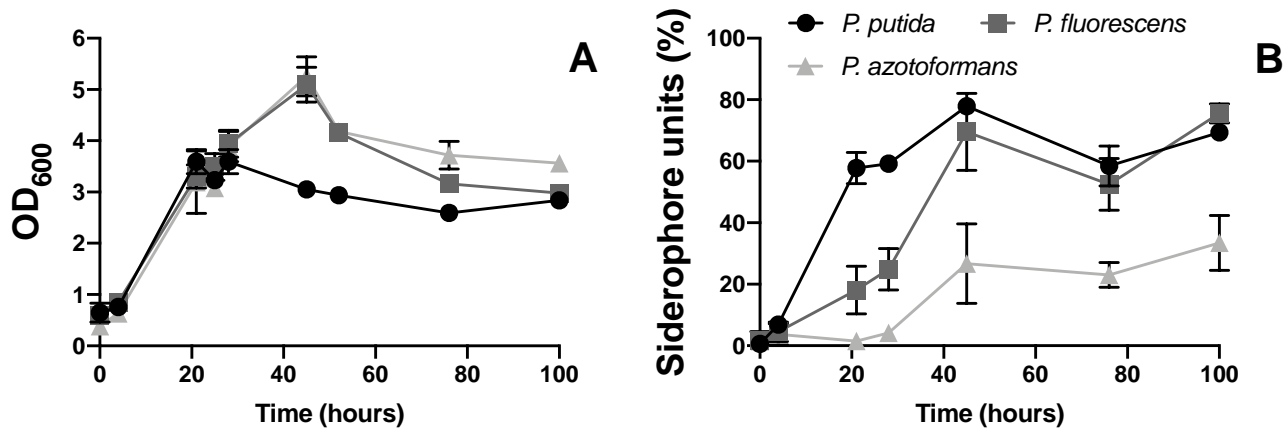 A
OD600
6
5
4
3
2
1
0
0 20 40 60 80 100
Time (hours)
P. putida P. fluorescens
P. azotoformans
B
Siderophore units (%)
100
80
60
40
20
0
0 20 40 60 80 100
Time (hours)